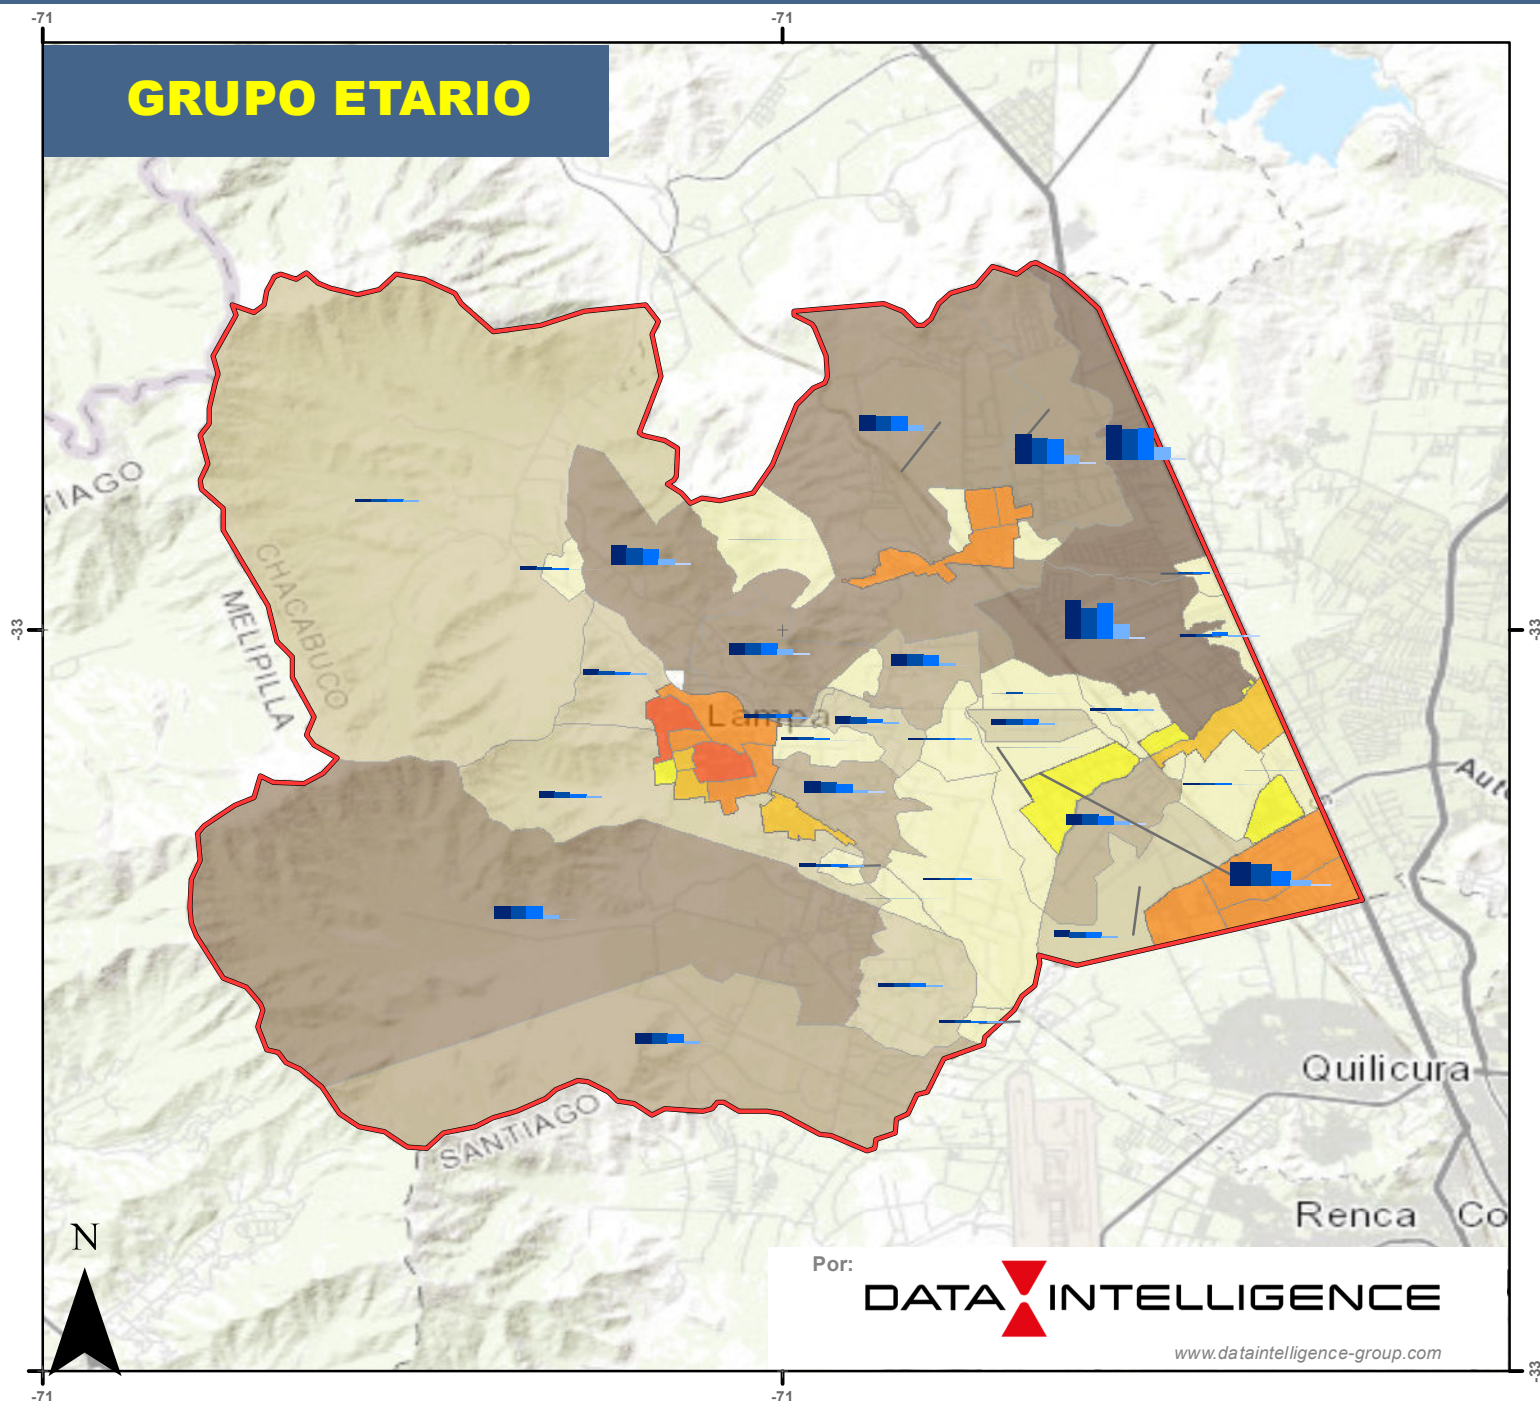 -71
-71
GRUPO ETARIO
TIAGO
CHACABUCO
MELIPILLA
-33
-33
Lampa
Auto
Quilicura
SANTIAGO
Renca
Co
N
Por:
DATA INTELLIGENCE
www.dataintelligence-group.com
-33
-71
-71